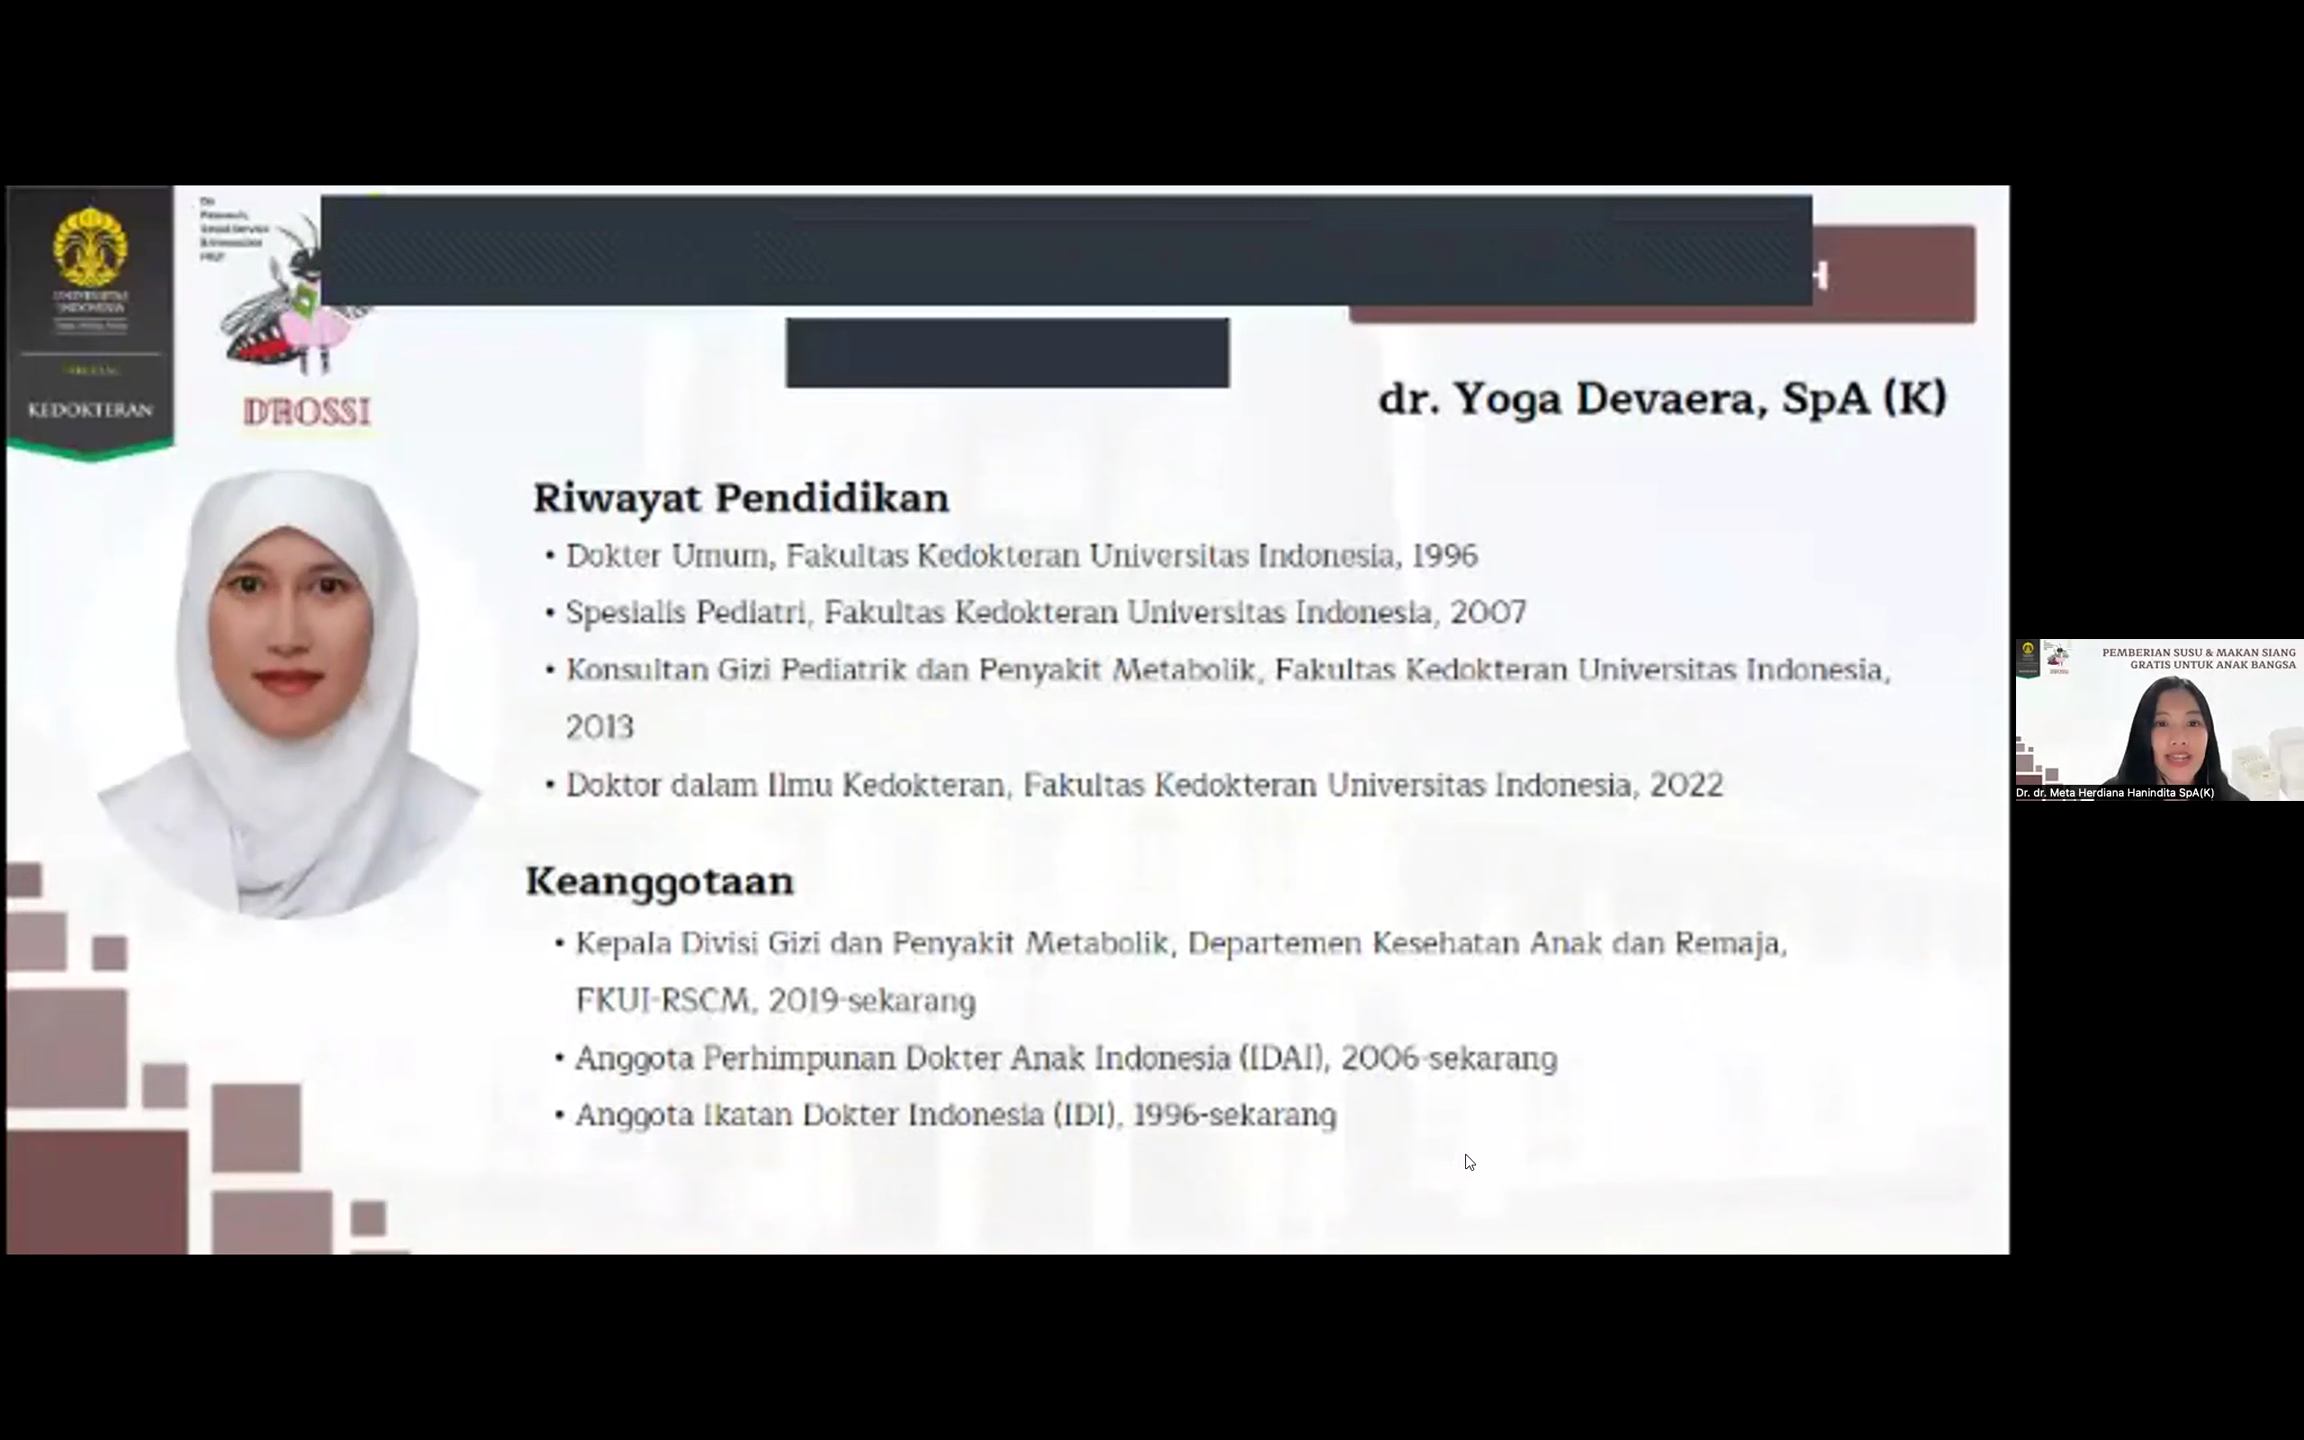 UNIVERSITAS
INDONESIA
KEDOKTERAN
DROSSI
H
dr. Yoga Devaera, SpA (K)
Riwayat Pendidikan
• Dokter Umum, Fakultas Kedokteran Universitas Indonesia, 1996
• Spesialis Pediatri, Fakultas Kedokteran Universitas Indonesia, 2007
• Konsultan Gizi Pediatrik dan Penyakit Metabolik, Fakultas Kedokteran Universitas Indonesia,
2013
• Doktor dalam Ilmu Kedokteran, Fakultas Kedokteran Universitas Indonesia, 2022
Keanggotaan
• Kepala Divisi Gizi dan Penyakit Metabolik, Departemen Kesehatan Anak dan Remaja,
FKUI-RSCM, 2019-sekarang
• Anggota Perhimpunan Dokter Anak Indonesia (IDAI), 2006-sekarang
• Anggota Ikatan Dokter Indonesia (IDI), 1996-sekarang
PEMBERIAN SUSU & MAKAN SIANG
GRATIS UNTUK ANAK BANGSA
Dr. dr. Meta Herdiana Hanindita SpA(K)